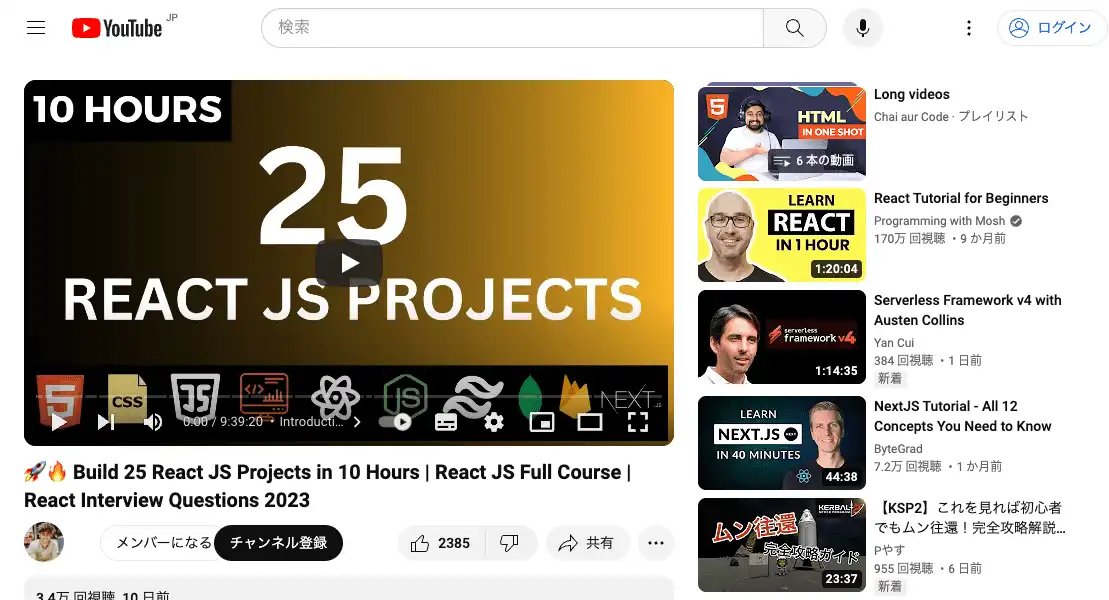 YouTube JP
検索
ログイン
10 HOURS
25
REACT JS PROJECTS
CSS
JS
NEXT.JS
0:00 / 9:39:20 • Introducti...
🚀🔥 Build 25 React JS Projects in 10 Hours | React JS Full Course |
React Interview Questions 2023
メンバーになる
チャンネル登録
2385
共有
3.4万 回視聴 10 日前
HTML
IN ONE SHOT
6 本の動画
Long videos
Chai aur Code · プレイリスト
LEARN
REACT
IN 1 HOUR
1:20:04
React Tutorial for Beginners
Programming with Mosh
170万 回視聴 ・9 か月前
serverless
framework v4
1:14:35
Serverless Framework v4 with
Austen Collins
Yan Cui
384 回視聴 ・1 日前
新着
LEARN
NEXT.JS
IN 40 MINUTES
44:38
NextJS Tutorial - All 12
Concepts You Need to Know
ByteGrad
7.2万 回視聴 ・1 か月前
KERBAL
ムン往還
完全攻略ガイド
23:37
【KSP2】これを見れば初心者
でもムン往還！完全攻略解説...
Pやす
955 回視聴 ・6 日前
新着